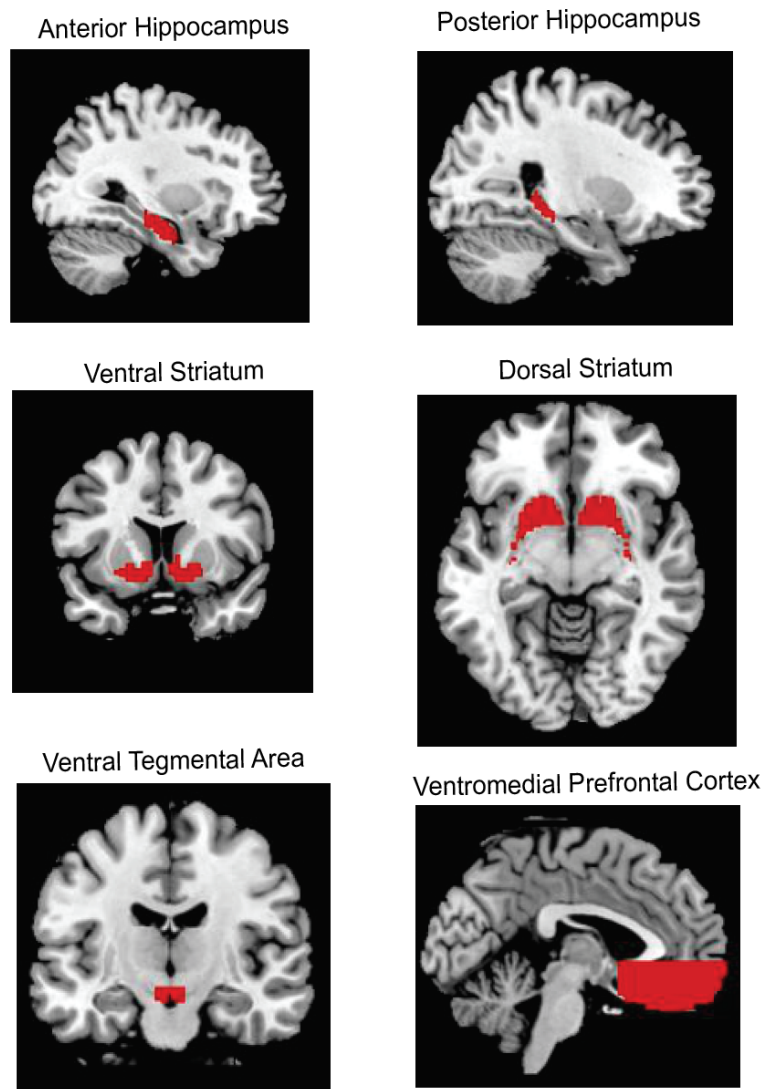 Anterior Hippocampus
Posterior Hippocampus
Ventral Striatum
Dorsal Striatum
Ventral Tegmental Area
Ventromedial Prefrontal Cortex